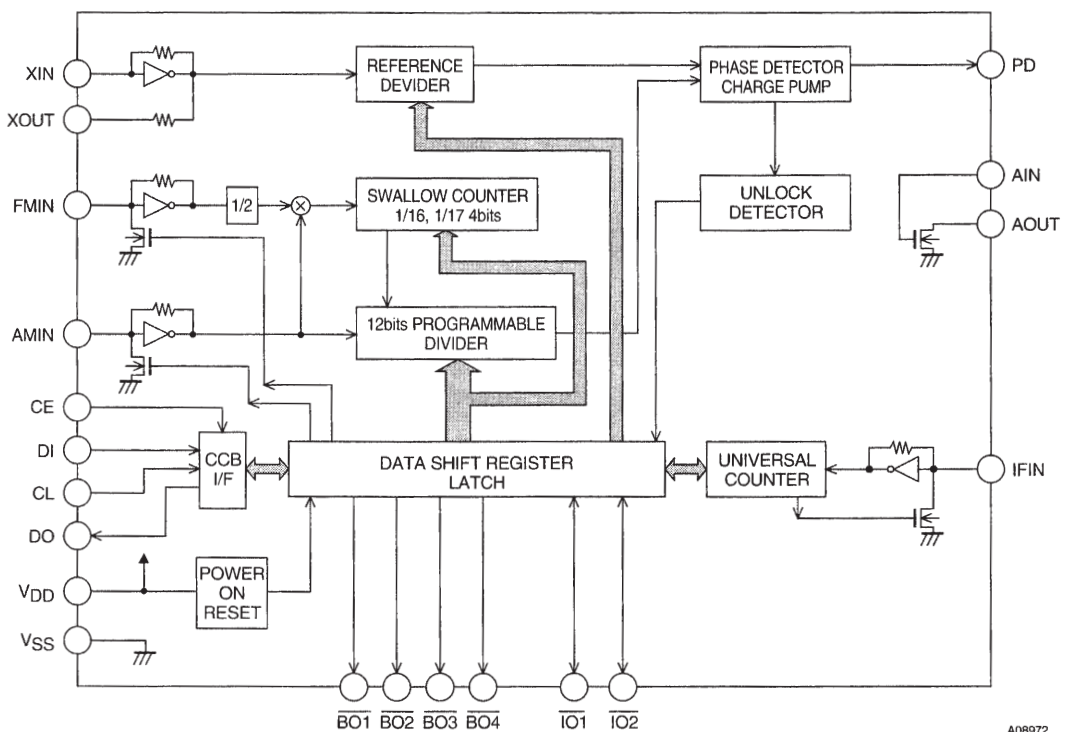 XIN
XOUT
FMIN
AMIN
CE
DI
CL
DO
VDD
VSS
REFERENCE
DEVIDER
PHASE DETECTOR
CHARGE PUMP
PD
AIN
AOUT
UNLOCK
DETECTOR
1/2
SWALLOW COUNTER
1/16, 1/17 4bits
12bits PROGRAMMABLE
DIVIDER
CCB
I/F
DATA SHIFT REGISTER
LATCH
UNIVERSAL
COUNTER
IFIN
POWER
ON
RESET
BO1 BO2 BO3 BO4 IO1 IO2
A08972